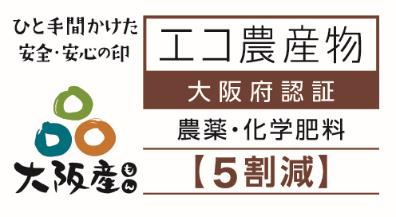 ひと手間かけた
安全・安心の印
大阪産もん
エコ農産物
大阪府認証
農薬・化学肥料
【5割減】